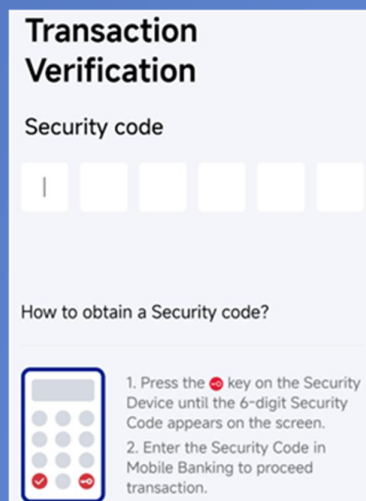 Transaction
Verification
Security code
How to obtain a Security code?
1. Press the key on the Security
Device until the 6-digit Security
Code appears on the screen.
2. Enter the Security Code in
Mobile Banking to proceed
transaction.